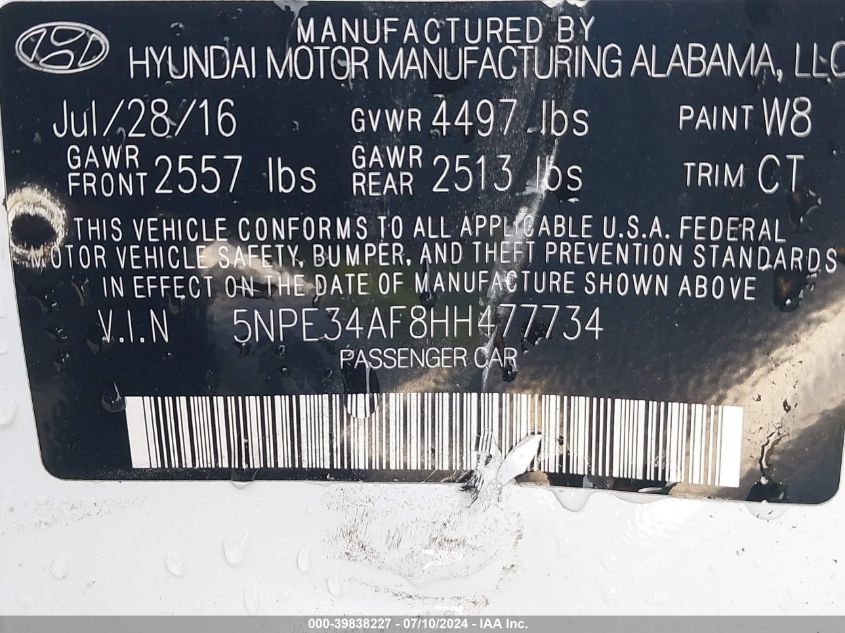 MANUFACTURED BY
HYUNDAI MOTOR MANUFACTURING ALABAMA, LLC
Jul/28/16 GVWR 4497 lbs PAINT W8
GAWR FRONT 2557 lbs GAWR REAR 2513 lbs TRIM CT
THIS VEHICLE CONFORMS TO ALL APPLICABLE U.S.A. FEDERAL
MOTOR VEHICLE SAFETY, BUMPER, AND THEFT PREVENTION STANDARDS
IN EFFECT ON THE DATE OF MANUFACTURE SHOWN ABOVE
V.I.N 5NPE34AF8HH477734
PASSENGER CAR
000-39838227 - 07/10/2024 - IAA Inc.